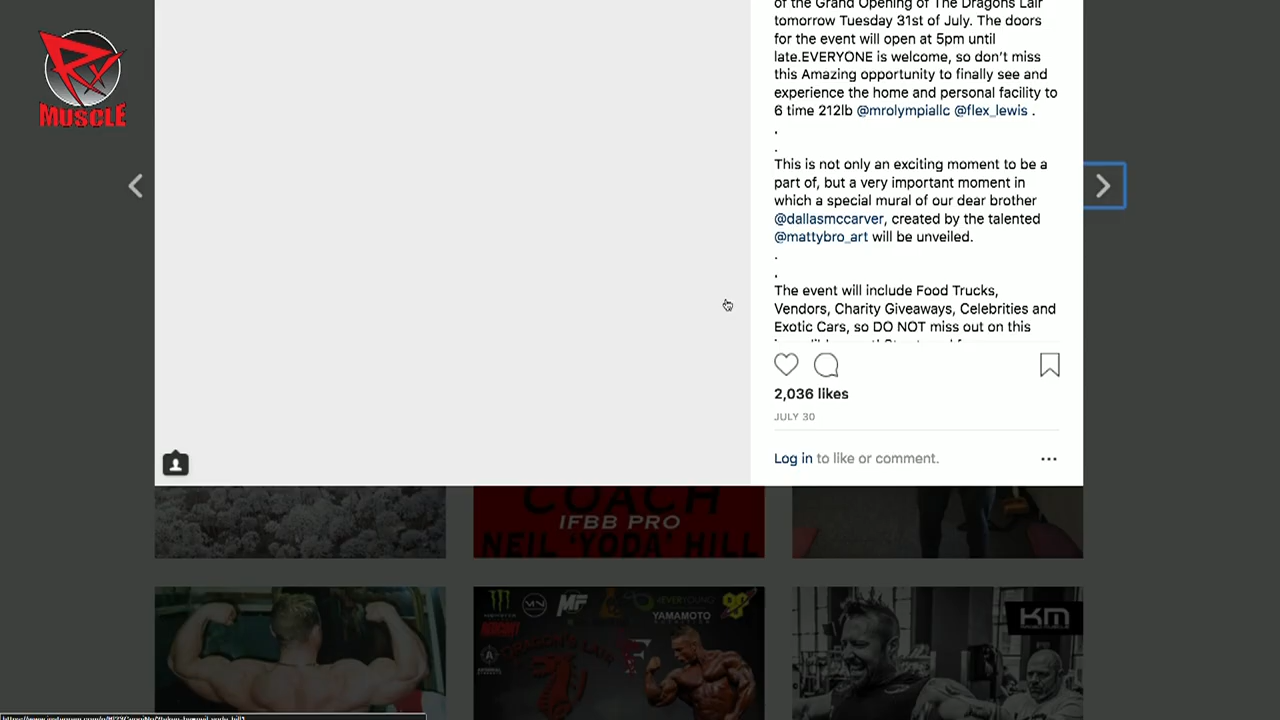 of the Grand Opening of The Dragons Lair
tomorrow Tuesday 31st of July. The doors
for the event will open at 5pm until
late.EVERYONE is welcome, so don't miss
this Amazing opportunity to finally see and
experience the home and personal facility to
6 time 212lb @mrolympiallc @flex_lewis .
.
.
This is not only an exciting moment to be a
part of, but a very important moment in
which a special mural of our dear brother
@dallasmccarver, created by the talented
@mattybro_art will be unveiled.
.
.
The event will include Food Trucks,
Vendors, Charity Giveaways, Celebrities and
Exotic Cars, so DO NOT miss out on this
2,036 likes
JULY 30
Log in to like or comment.
RX
MUSCLE
COACH
IFBB PRO
NEIL 'YODA' HILL
MF
YAMAMOTO
DRAGON'S LAIR
KM